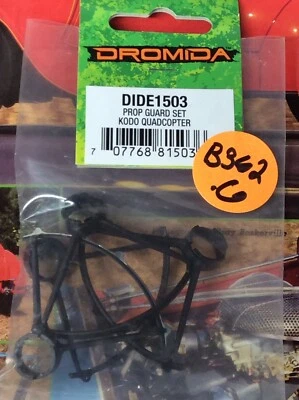 DROMIDA
DIDE1503
PROP GUARD SET
KODO QUADCOPTER
7 07768 81503
B362
.6